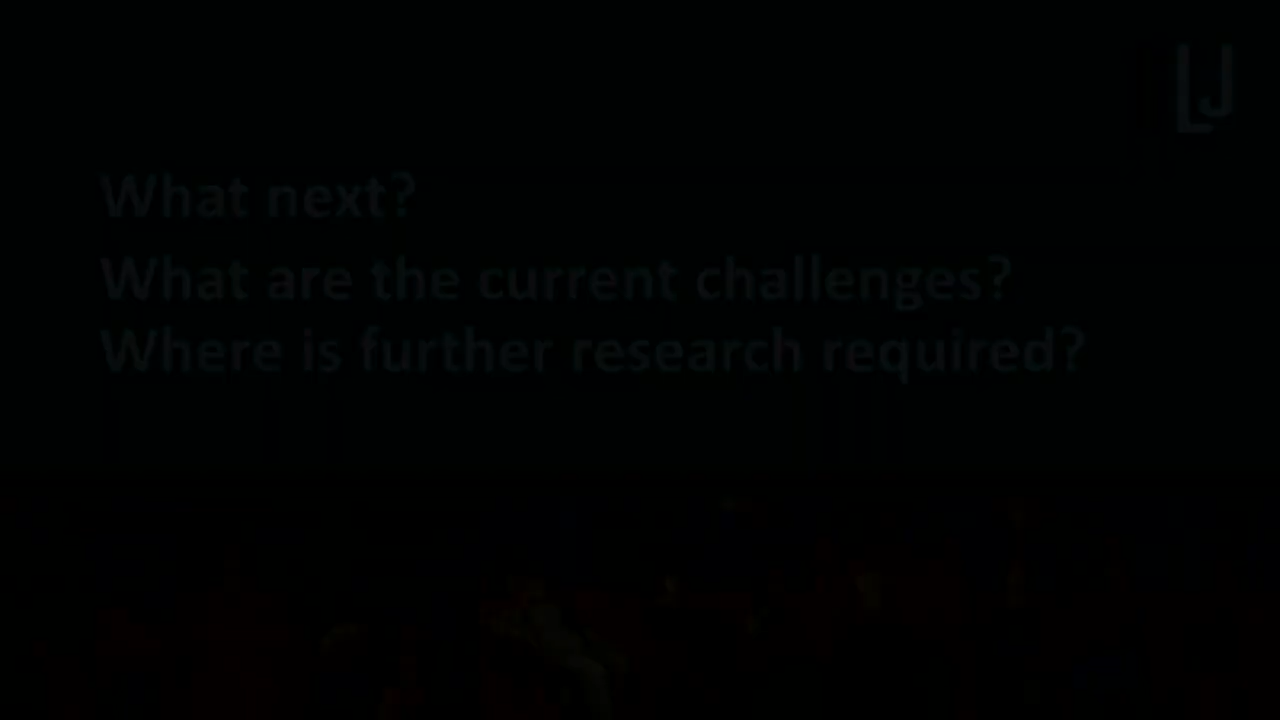 What next?
What are the current challenges?
Where is further research required?